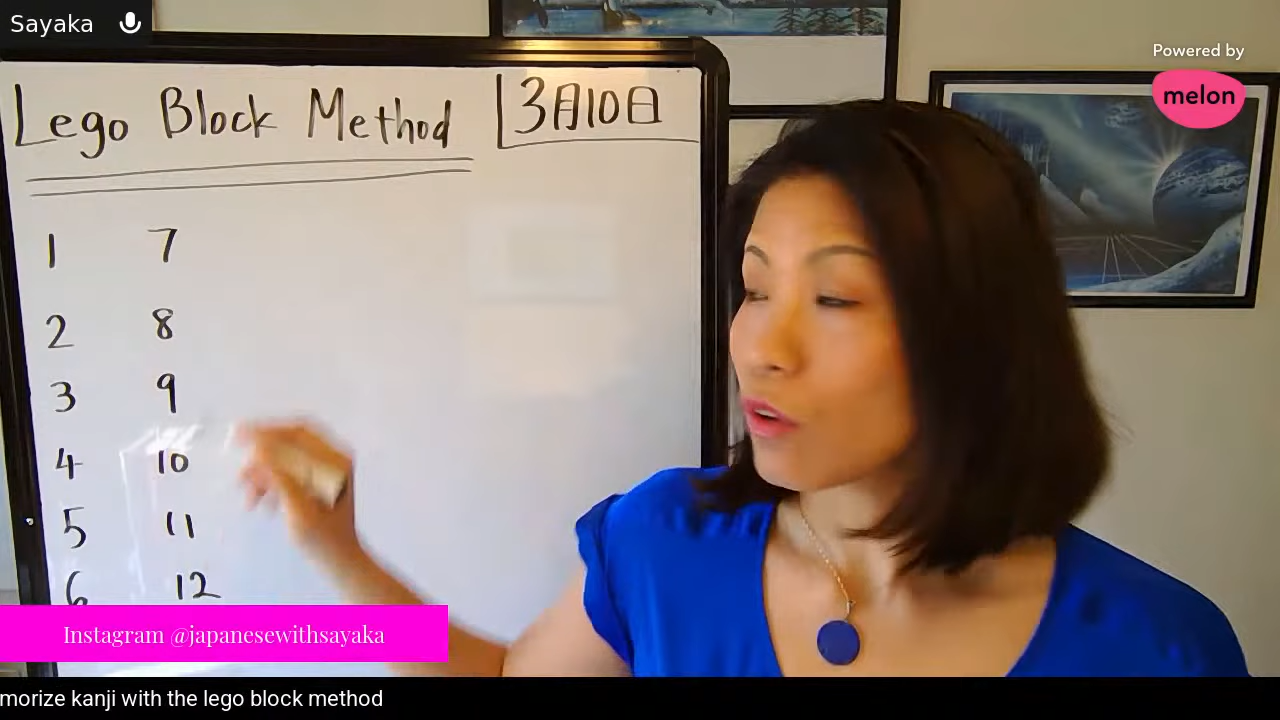 Sayaka
Powered by
melon
Lego Block Method
3月10日
1 7
2 8
3 9
4 10
5 11
6 12
Instagram @japanesewithsayaka
morize kanji with the lego block method